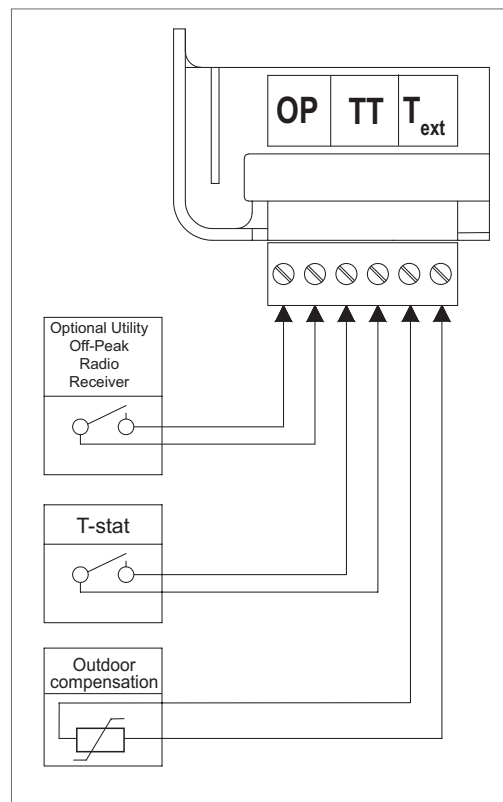 OP TT T ext
Optional Utility
Off-Peak
Radio
Receiver
T-stat
Outdoor
compensation